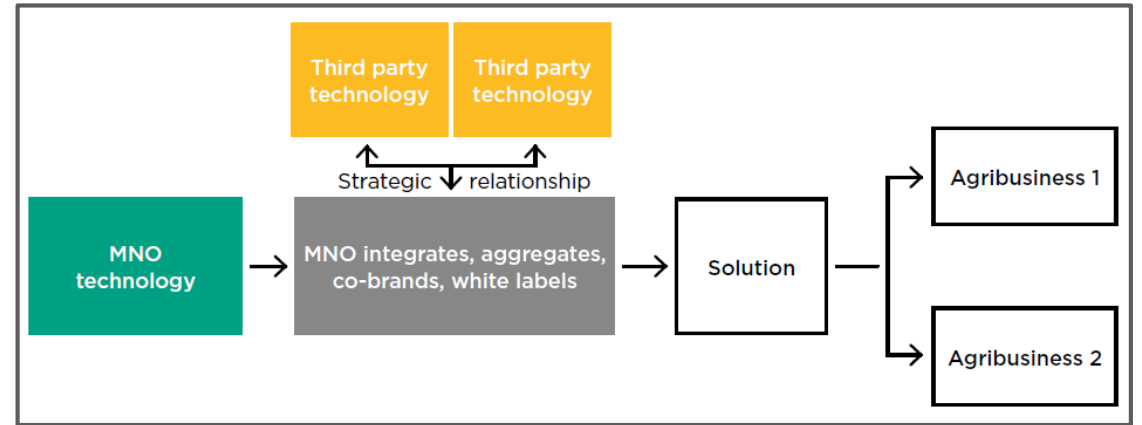 Third party
technology
Third party
technology
Strategic relationship
MNO
technology
MNO integrates, aggregates,
co-brands, white labels
Solution
Agribusiness 1
Agribusiness 2